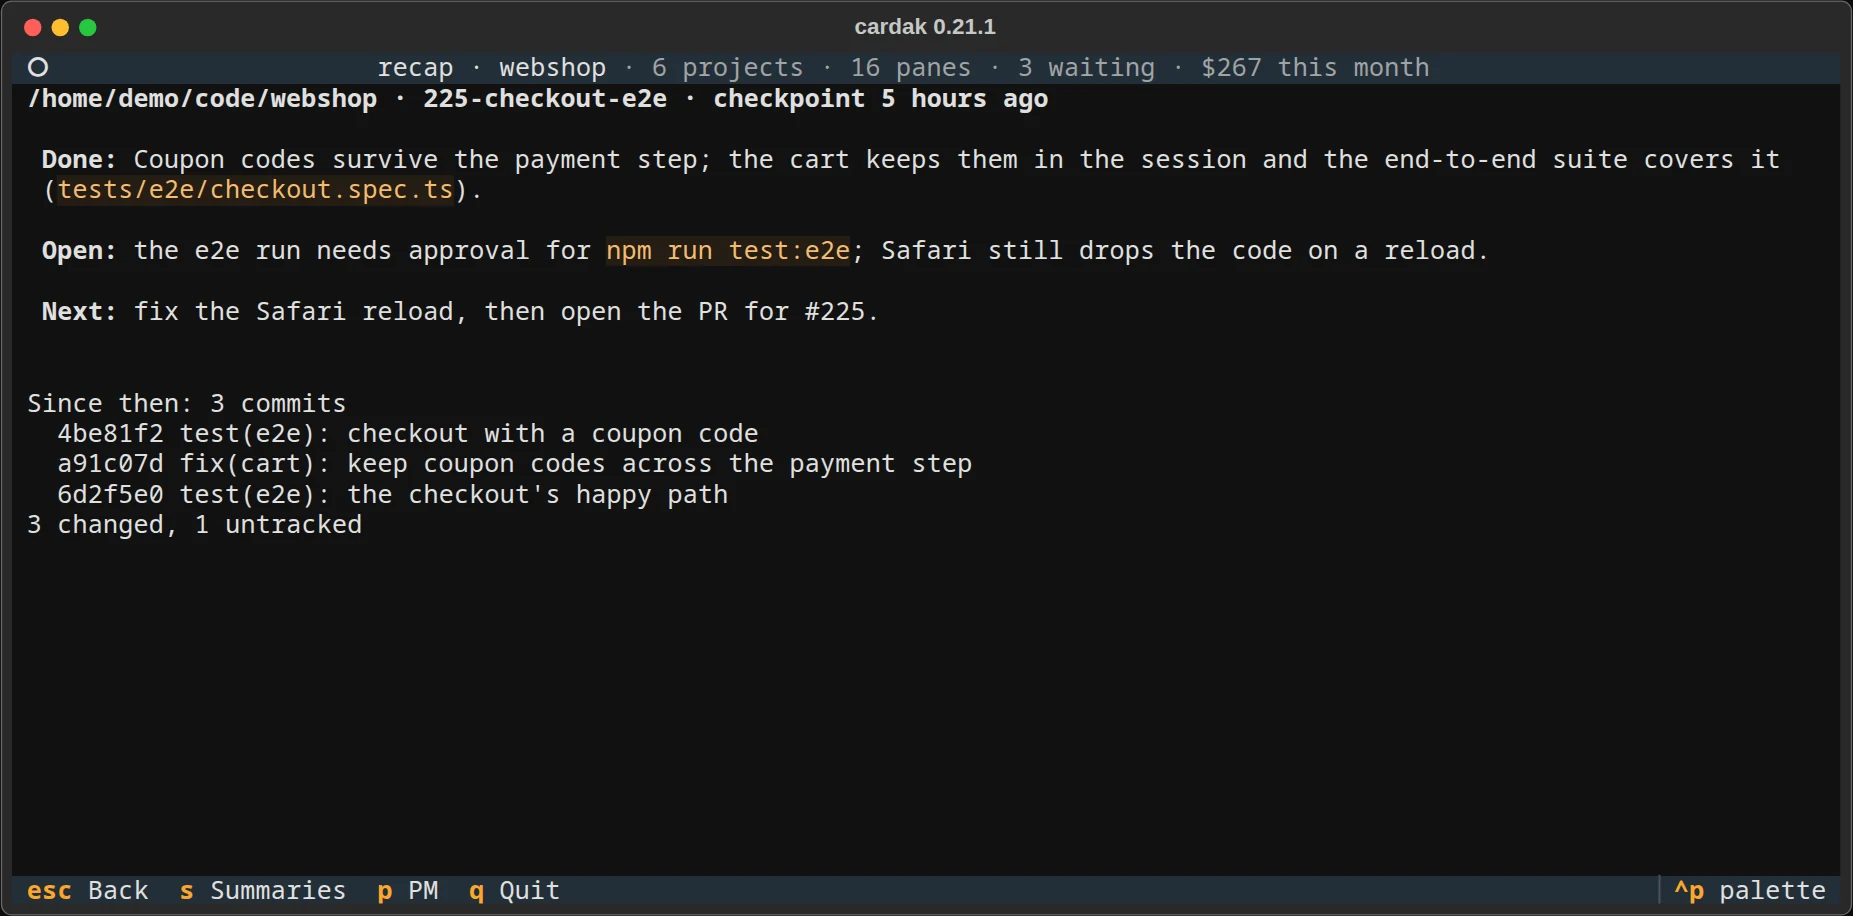 cardak 0.21.1
recap · webshop · 6 projects · 16 panes · 3 waiting · $267 this month
/home/demo/code/webshop · 225-checkout-e2e · checkpoint 5 hours ago
Done: Coupon codes survive the payment step; the cart keeps them in the session and the end-to-end suite covers it
(tests/e2e/checkout.spec.ts).
Open: the e2e run needs approval for npm run test:e2e; Safari still drops the code on a reload.
Next: fix the Safari reload, then open the PR for #225.
Since then: 3 commits
4be81f2 test(e2e): checkout with a coupon code
a91c07d fix(cart): keep coupon codes across the payment step
6d2f5e0 test(e2e): the checkout's happy path
3 changed, 1 untracked
esc Back s Summaries p PM q Quit ^p palette